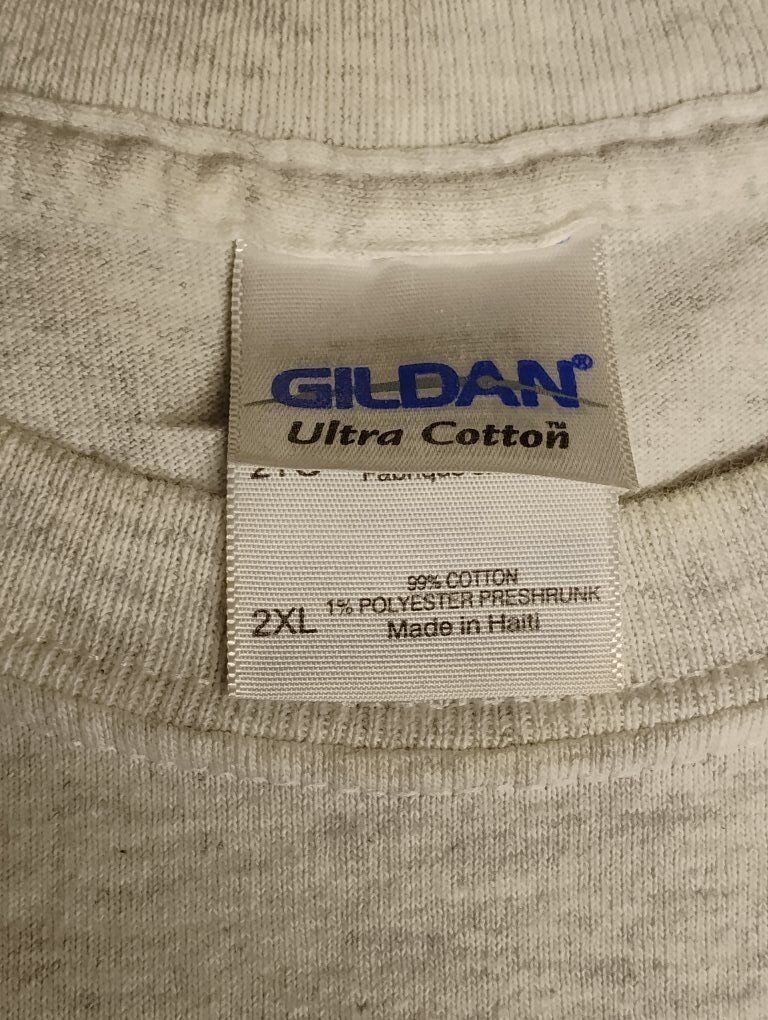 GILDAN®
Ultra Cotton™
99% COTTON
1% POLYESTER PRESHRUNK
2XL Made in Haiti